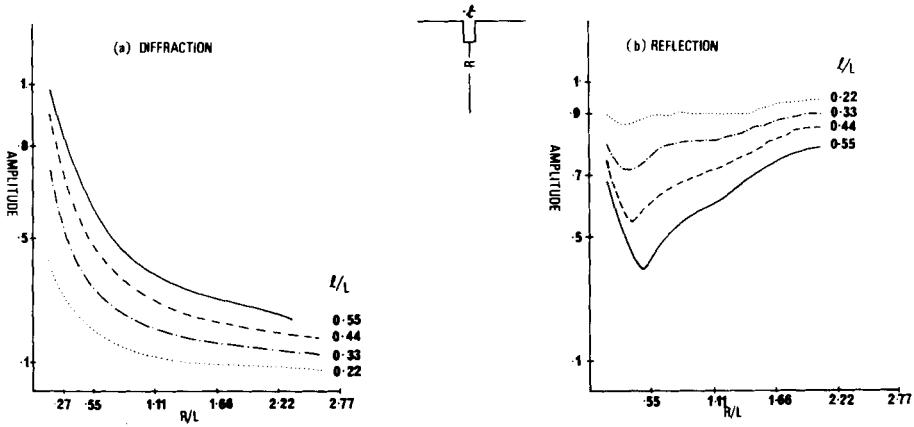 (a) DIFFRACTION
AMPLITUDE
1.
.8
.5
.1
.27 .55 1.11 1.66 2.22 2.77
R/L
ℓ/L
0.55
0.44
0.33
0.22
ℓ
R
(b) REFLECTION
AMPLITUDE
1.
.9
.7
.5
.1
.55 1.11 1.66 2.22 2.77
R/L
ℓ/L
0.22
0.33
0.44
0.55